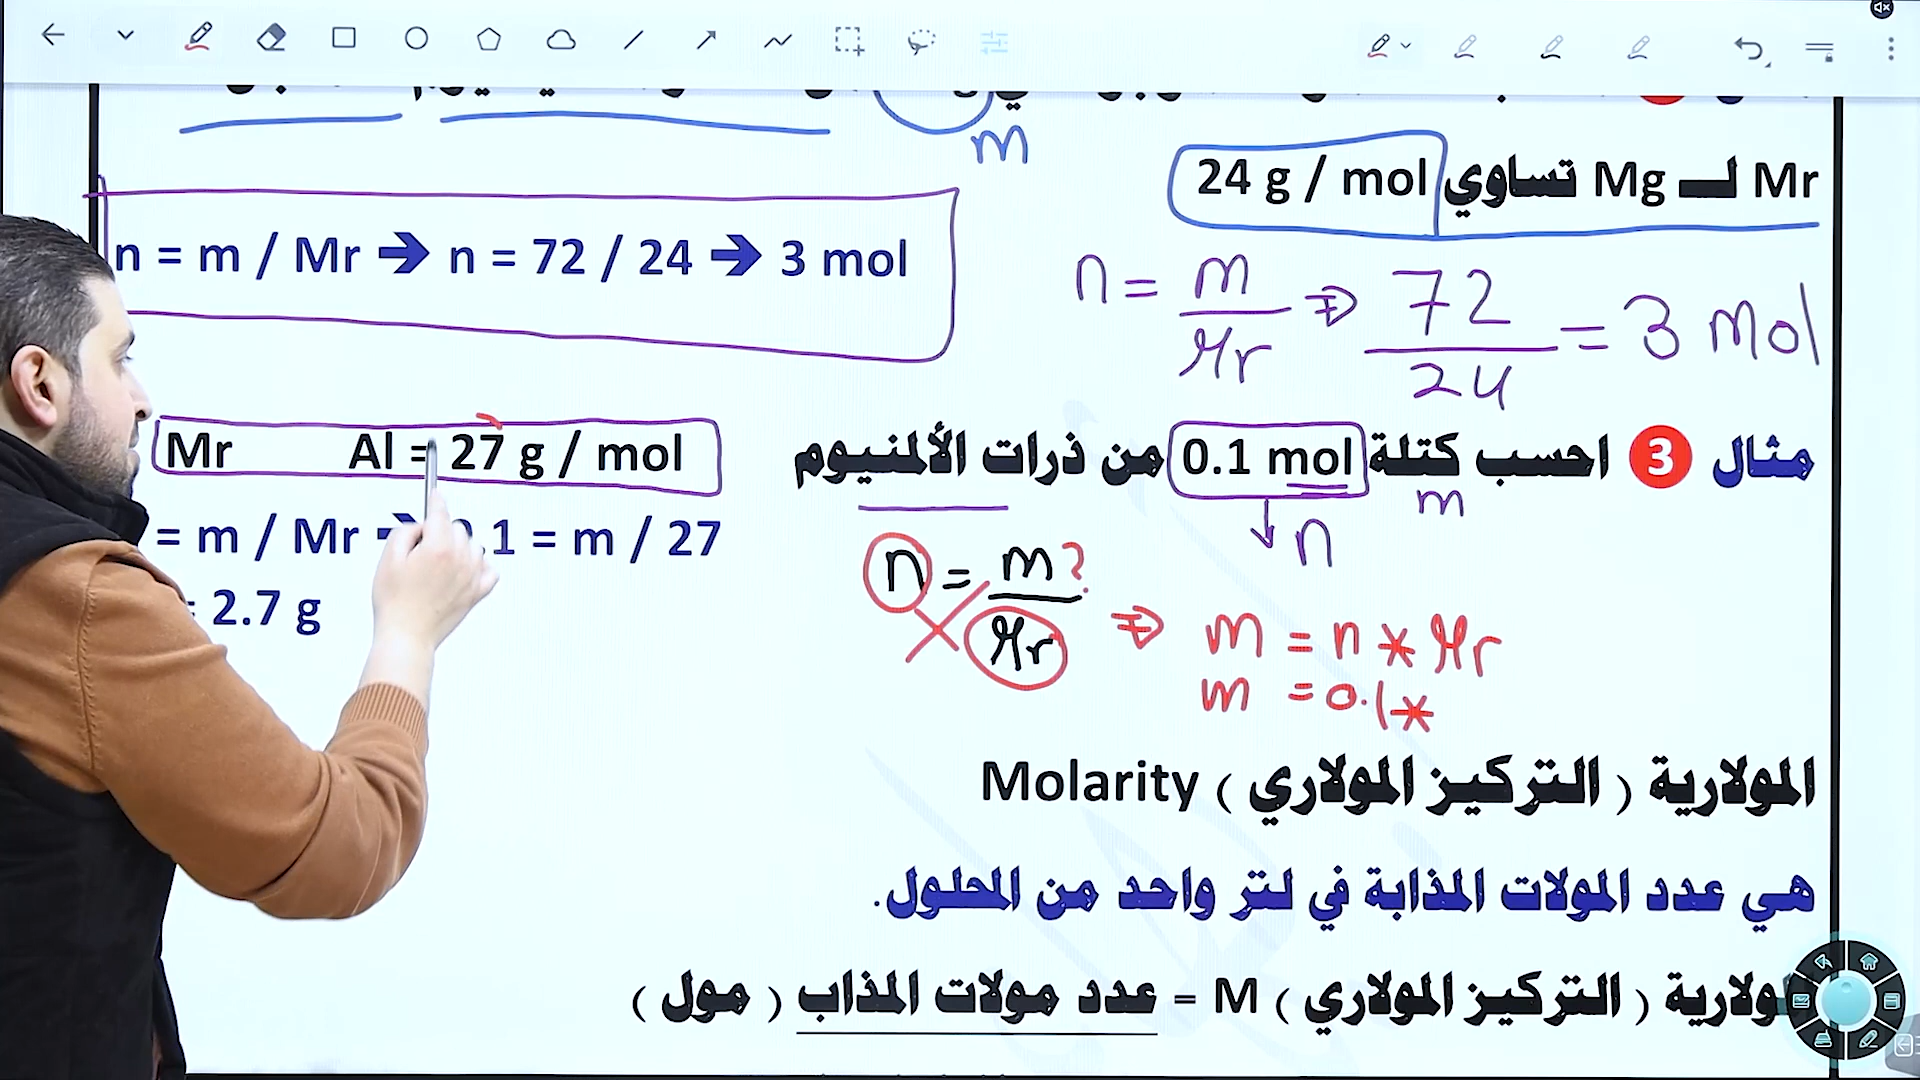 m
Mr لـــ Mg تساوي 24 g / mol
n = m / Mr ➔ n = 72 / 24 ➔ 3 mol
n = m / Mr ⇒ 72 / 24 = 3 mol
مثال 3 احسب كتلة 0.1 mol من ذرات الألمنيوم
Mr Al = 27 g / mol
m
n
= m / Mr ➔ .1 = m / 27
= 2.7 g
n = m? / Mr ⇒ m = n * Mr
m = 0.1*
المولارية ( التركيز المولاري ) Molarity
هي عدد المولات المذابة في لتر واحد من المحلول.
ولارية ( التركيز المولاري ) M = عدد مولات المذاب ( مول )